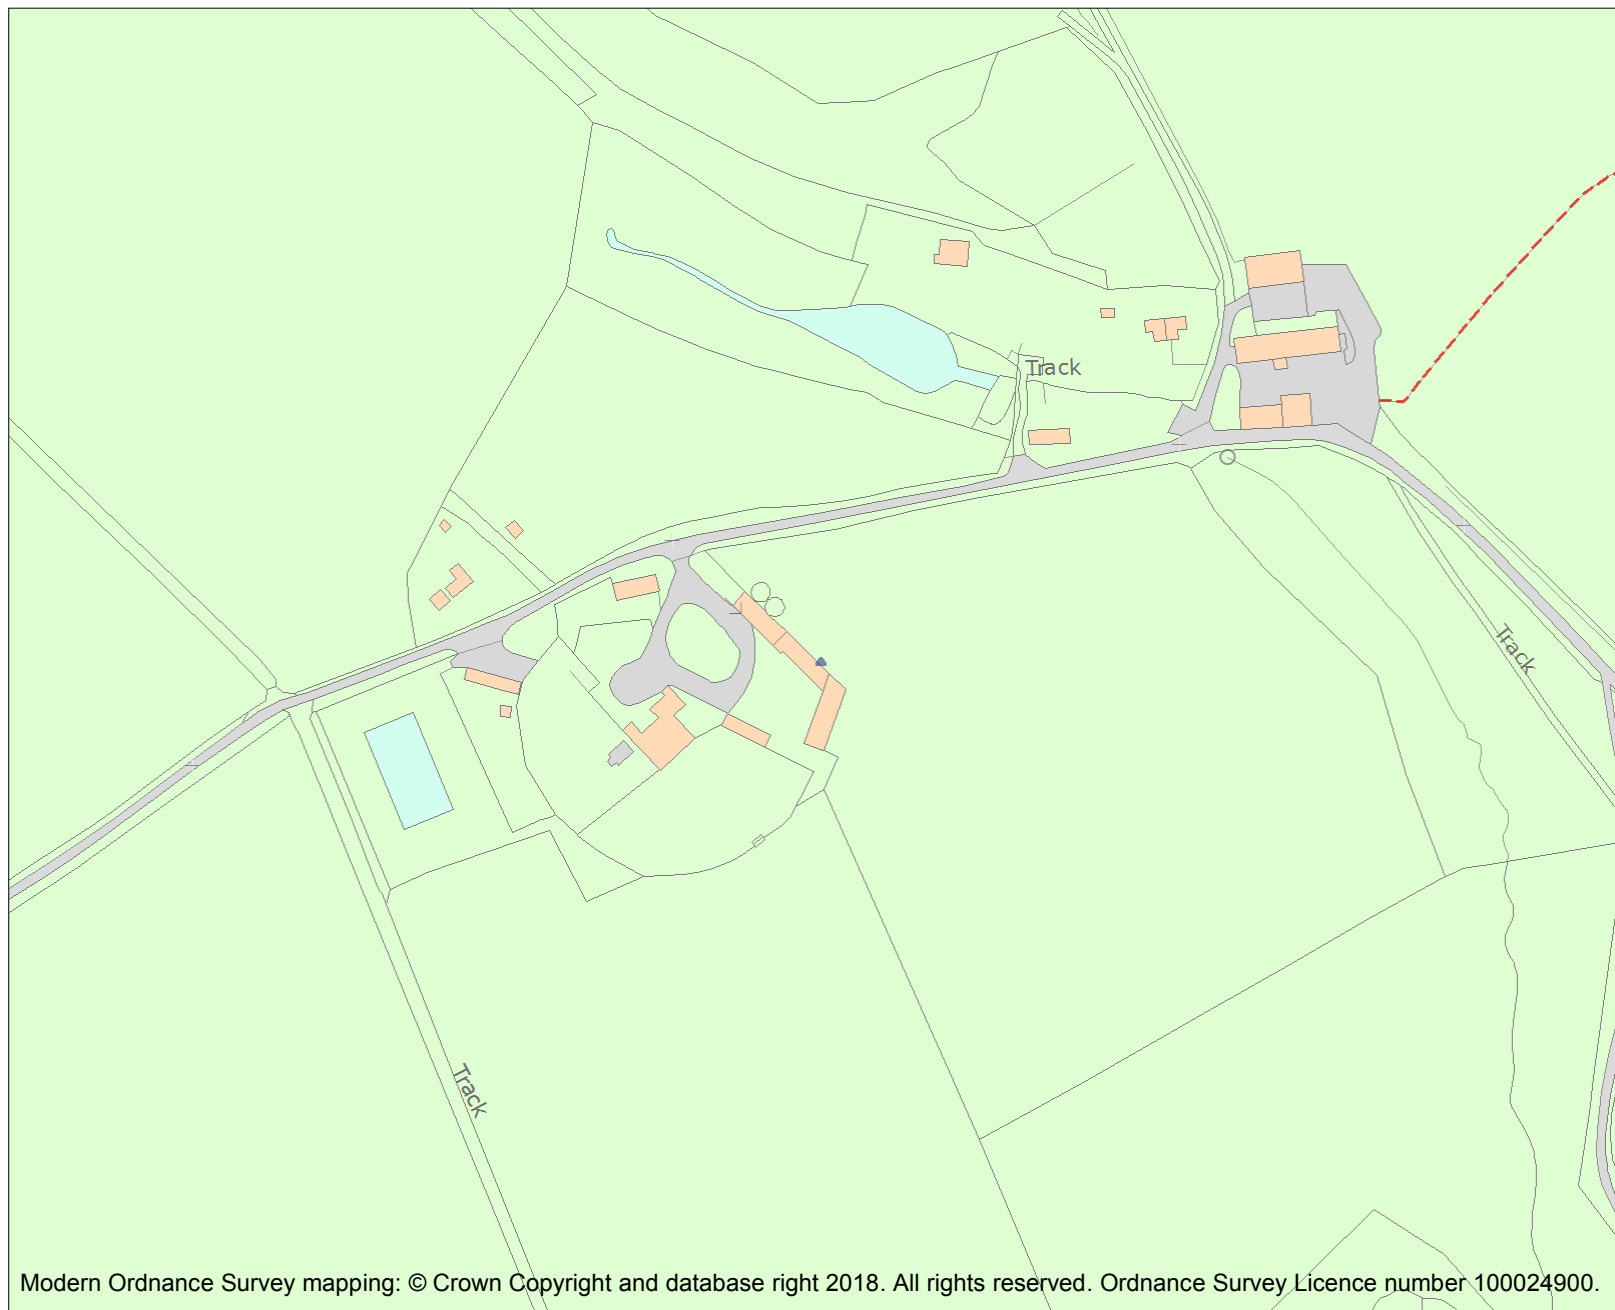 Track
Track
Track
Modern Ordnance Survey mapping: © Crown Copyright and database right 2018. All rights reserved. Ordnance Survey Licence number 100024900.